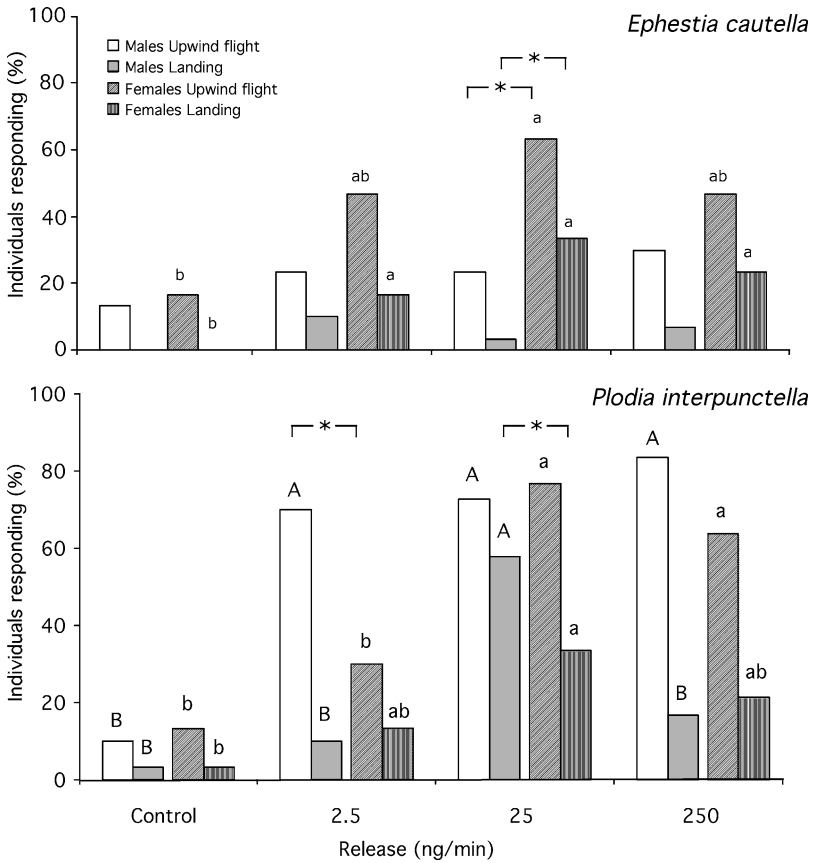 Ephestia cautella
Individuals responding (%)
100
80
60
40
20
0
Males Upwind flight
Males Landing
Females Upwind flight
Females Landing
b
b
ab
a
*
*
a
a
ab
a
Plodia interpunctella
Individuals responding (%)
100
80
60
40
20
0
B
B
b
b
*
A
B
b
ab
*
A
A
a
a
A
B
a
ab
Control
2.5
25
250
Release (ng/min)